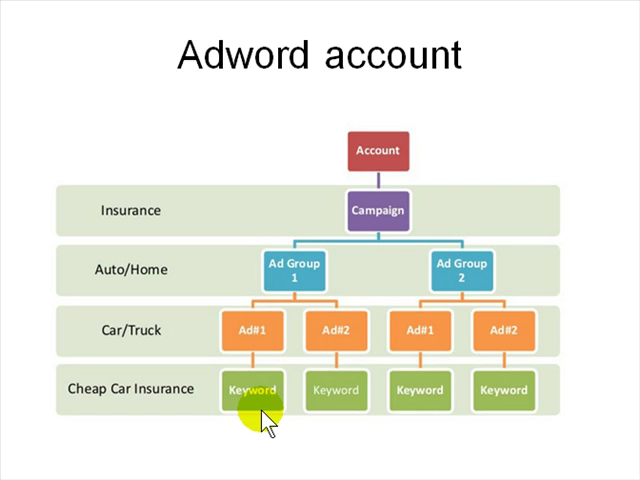 Adword account
Account
Insurance
Campaign
Auto/Home
Ad Group
1
Ad Group
2
Car/Truck
Ad#1
Ad#2
Ad#1
Ad#2
Cheap Car Insurance
Keyword
Keyword
Keyword
Keyword